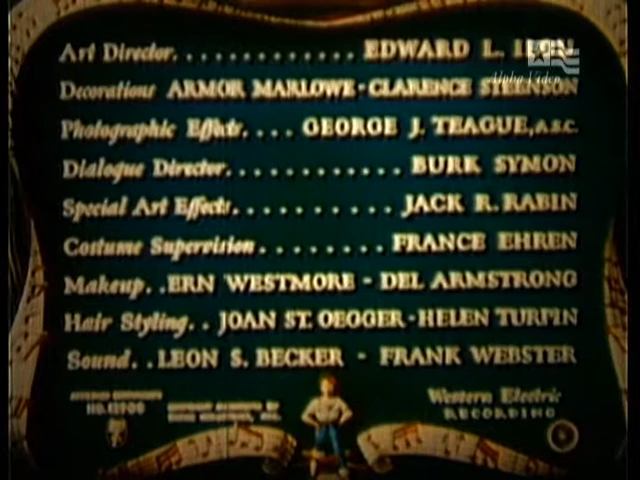 Alpha Video
Art Director............. EDWARD L.
Decorations ARMOR MARLOWE - CLARENCE STEENSON
Photographic Effects.... GEORGE J. TEAGUE, A.S.C.
Dialogue Director............ BURK SYMON
Special Art Effects........... JACK R. RABIN
Costume Supervision........ FRANCE EHREN
Makeup..ERN WESTMORE - DEL ARMSTRONG
Hair Styling.. JOAN ST. OEGGER - HELEN TURPIN
Sound..LEON S. BECKER - FRANK WEBSTER
Western Electric
RECORDING